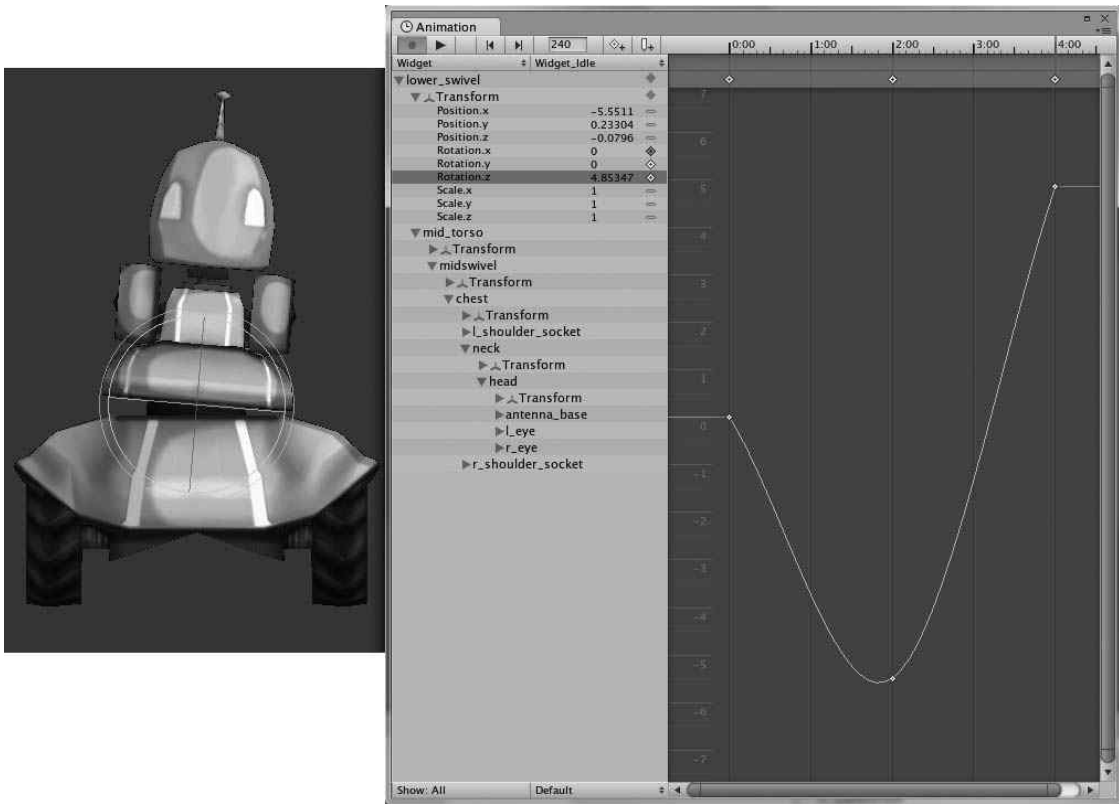 Animation
240
0:00 1:00 2:00 3:00 4:00
Widget Widget_Idle
lower_swivel
Transform
Position.x -5.5511
Position.y 0.23304
Position.z -0.0796
Rotation.x 0
Rotation.y 0
Rotation.z 4.85347
Scale.x 1
Scale.y 1
Scale.z 1
mid_torso
Transform
midswivel
Transform
chest
Transform
l_shoulder_socket
neck
Transform
head
Transform
antenna_base
l_eye
r_eye
r_shoulder_socket
7
6
5
4
3
2
1
0
-1
-2
-3
-4
-5
-6
-7
Show: All Default